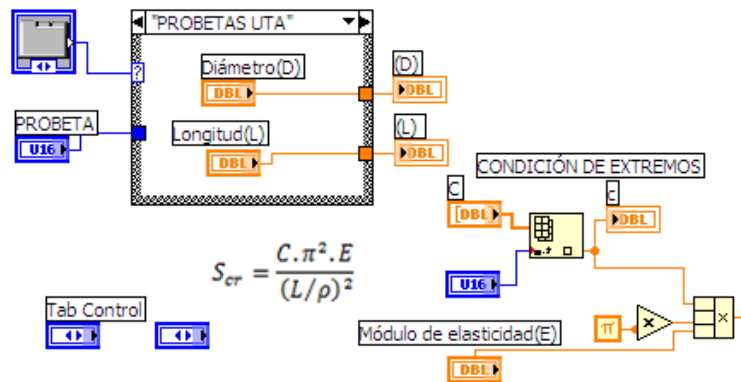 "PROBETAS UTA"
Diámetro(D)
DBL
(D)
DBL
PROBETA
U16
Longitud(L)
DBL
(L)
DBL
CONDICIÓN DE EXTREMOS
C
[DBL]
c
DBL
U16
S_cr = C.π².E / (L/ρ)²
Tab Control
Módulo de elasticidad(E)
π
×
×
DBL